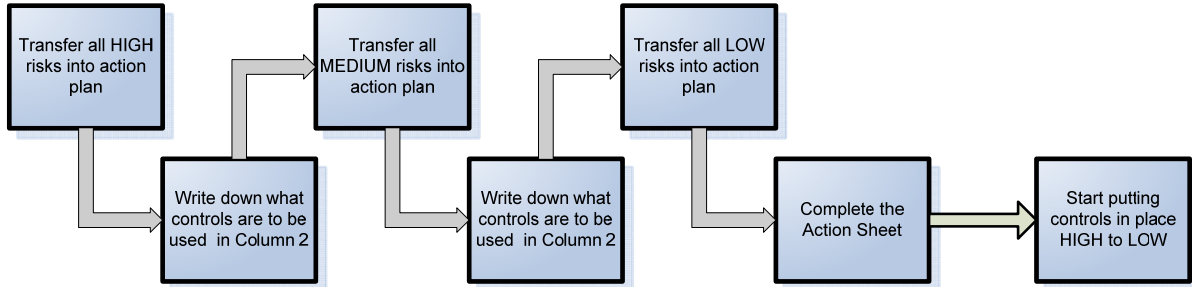 Transfer all HIGH
risks into action
plan
Write down what
controls are to be
used in Column 2
Transfer all
MEDIUM risks into
action plan
Write down what
controls are to be
used in Column 2
Transfer all LOW
risks into action
plan
Complete the
Action Sheet
Start putting
controls in place
HIGH to LOW